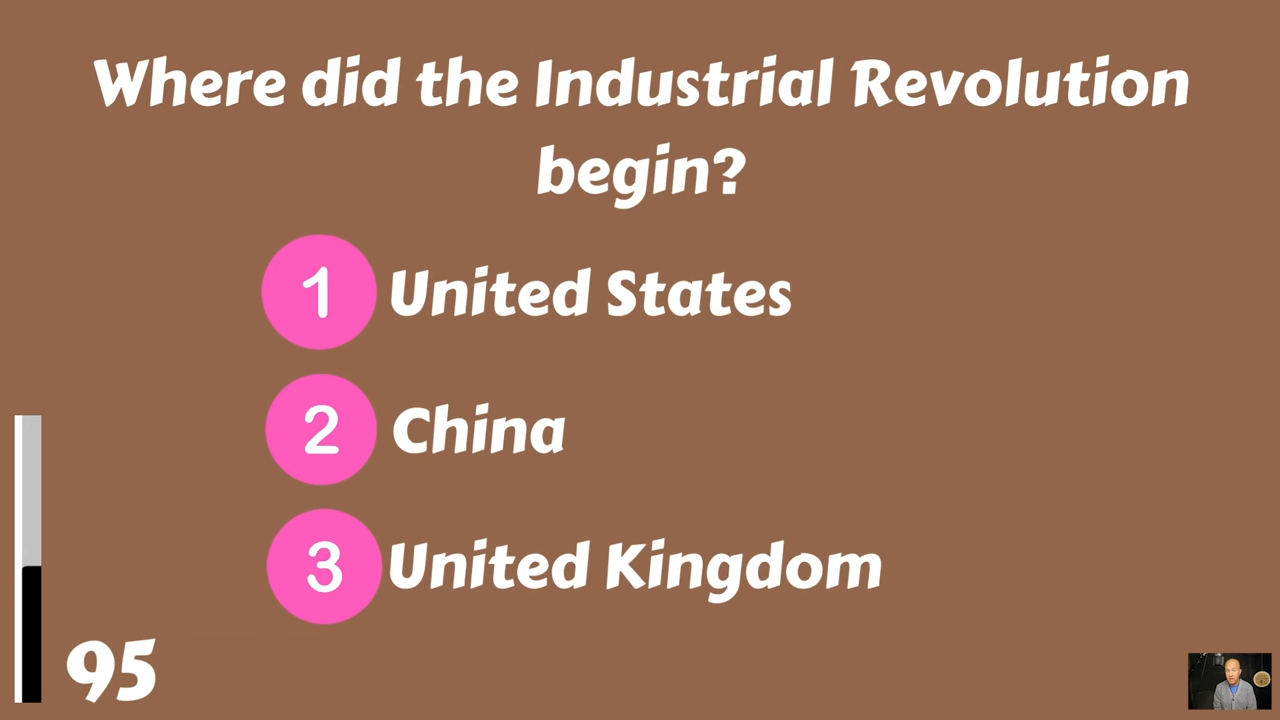 Where did the Industrial Revolution
begin?
1 United States
2 China
3 United Kingdom
95